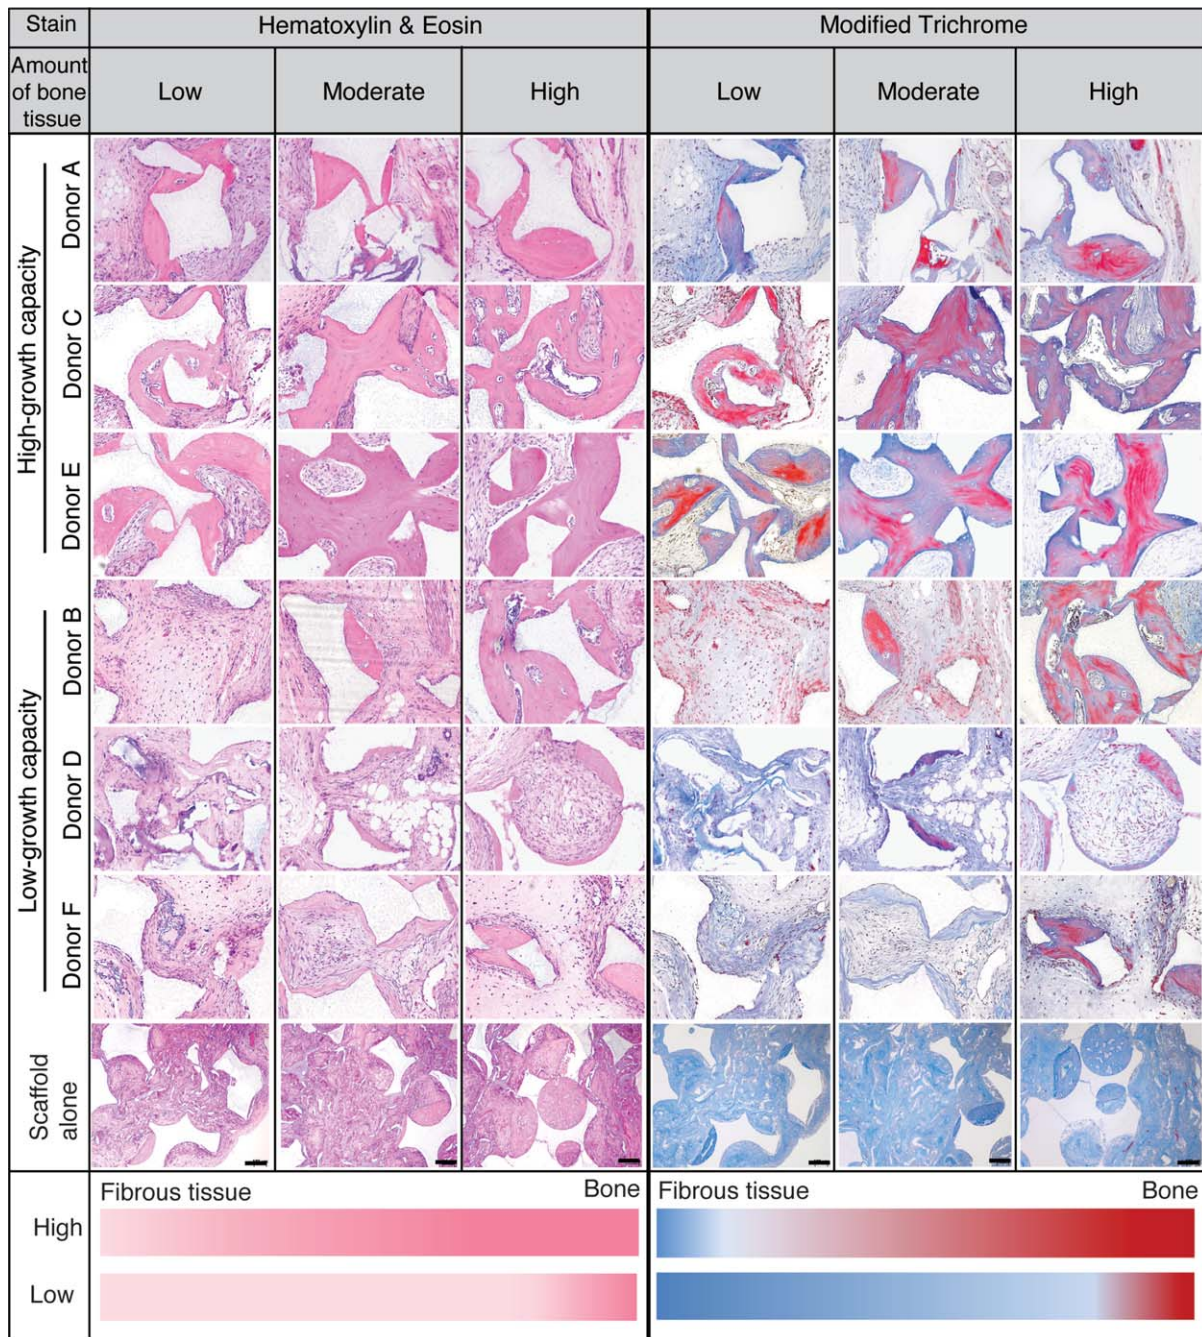 Stain
Hematoxylin & Eosin
Modified Trichrome
Amount
of bone
tissue
Low
Moderate
High
Low
Moderate
High
High-growth capacity
Donor A
Donor C
Donor E
Low-growth capacity
Donor B
Donor D
Donor F
Scaffold
alone
Fibrous tissue
Bone
Fibrous tissue
Bone
High
Low